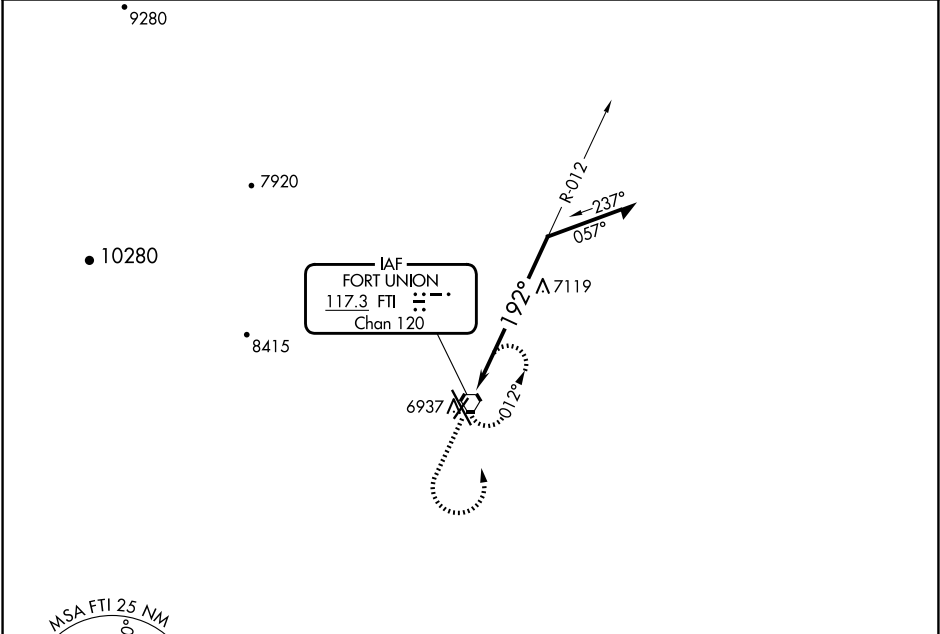 9280
7920
R-012
237°
057°
10280
IAF
FORT UNION
117.3 FTI
Chan 120
192°
7119
8415
6937
012°
MSA FTI 25 NM